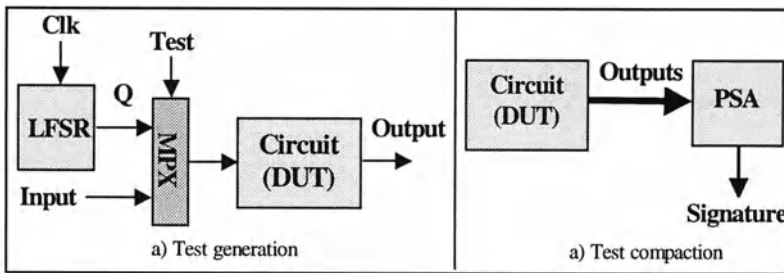 Clk
Test
Q
LFSR
MPX
Input
Circuit
(DUT)
Output
a) Test generation
Circuit
(DUT)
Outputs
PSA
Signature
a) Test compaction